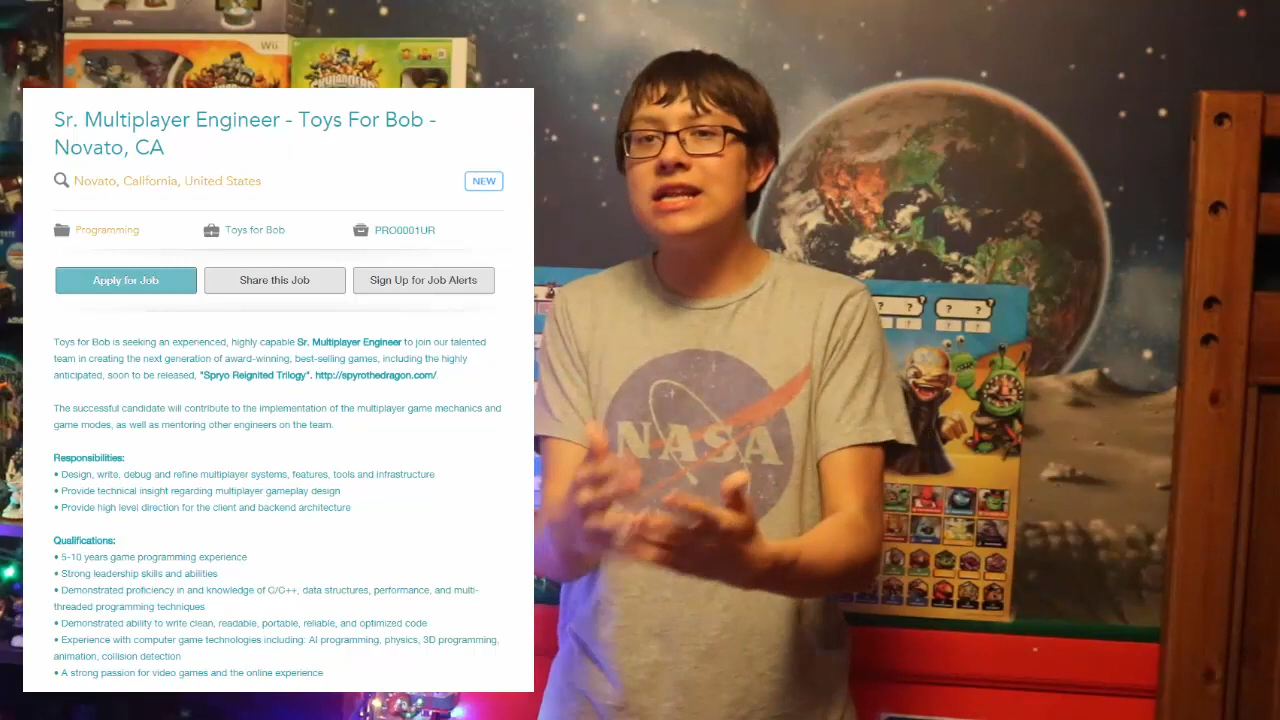 Wii
SKYLANDERS
Sr. Multiplayer Engineer - Toys For Bob -
Novato, CA
Novato, California, United States
NEW
Programming
Toys for Bob
PRO0001UR
Apply for Job
Share this Job
Sign Up for Job Alerts
Toys for Bob is seeking an experienced, highly capable Sr. Multiplayer Engineer to join our talented
team in creating the next generation of award-winning, best-selling games, including the highly
anticipated, soon to be released, "Spryo Reignited Trilogy". http://spyrothedragon.com/.
The successful candidate will contribute to the implementation of the multiplayer game mechanics and
game modes, as well as mentoring other engineers on the team.
Responsibilities:
• Design, write, debug and refine multiplayer systems, features, tools and infrastructure
• Provide technical insight regarding multiplayer gameplay design
• Provide high level direction for the client and backend architecture
Qualifications:
• 5-10 years game programming experience
• Strong leadership skills and abilities
• Demonstrated proficiency in and knowledge of C/C++, data structures, performance, and multi-
threaded programming techniques
• Demonstrated ability to write clean, readable, portable, reliable, and optimized code
• Experience with computer game technologies including: AI programming, physics, 3D programming,
animation, collision detection
• A strong passion for video games and the online experience
NASA
? ? ? ?